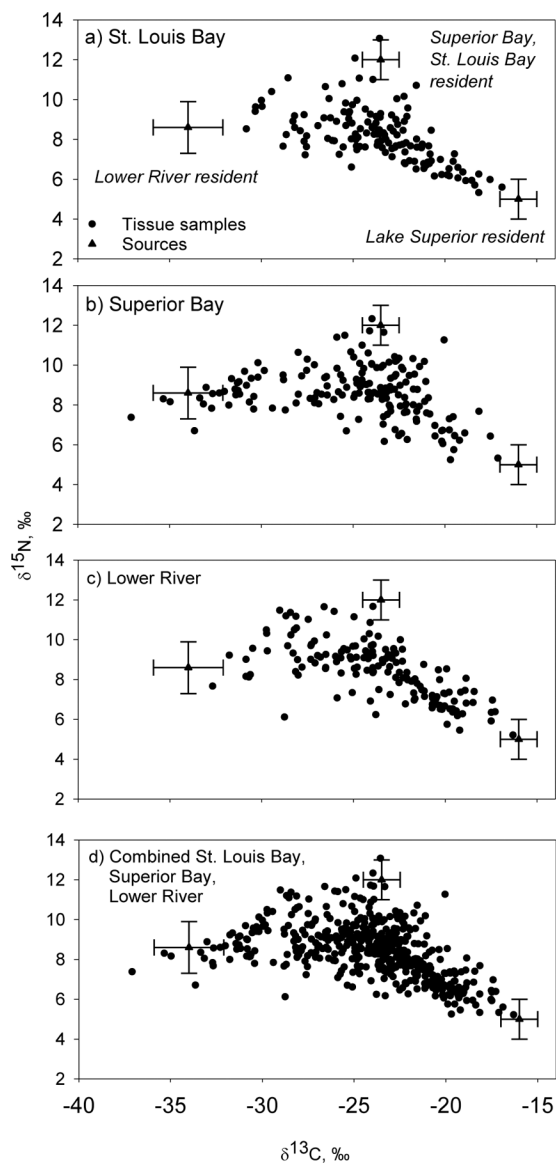 14
12
10
8
6
4
2
a) St. Louis Bay
Superior Bay,
St. Louis Bay
resident
Lower River resident
Tissue samples
Sources
Lake Superior resident
14
12
10
8
6
4
2
b) Superior Bay
δ15N, ‰
14
12
10
8
6
4
2
c) Lower River
14
12
10
8
6
4
2
d) Combined St. Louis Bay,
Superior Bay,
Lower River
-40 -35 -30 -25 -20 -15
δ13C, ‰